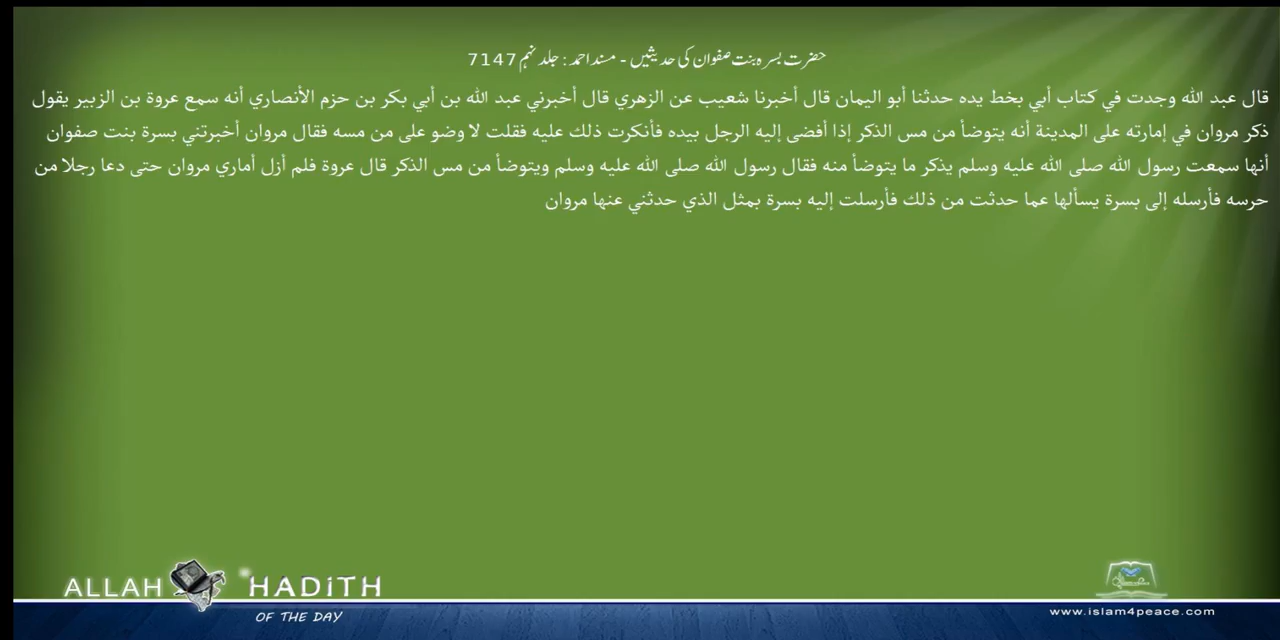 حضرت بسرہ بنت صفوان کی حدیثیں - مسند احمد : جلد نہم 7147
قال عبد الله وجدت في كتاب أبي بخط يده حدثنا أبو اليمان قال أخبرنا شعيب عن الزهري قال أخبرني عبد الله بن أبي بكر بن حزم الأنصاري أنه سمع عروة بن الزبير يقول
ذكر مروان في إمارته على المدينة أنه يتوضأ من مس الذكر إذا أفضى إليه الرجل بيده فأنكرت ذلك عليه فقلت لا وضو على من مسه فقال مروان أخبرتني بسرة بنت صفوان
أنها سمعت رسول الله صلى الله عليه وسلم يذكر ما يتوضأ منه فقال رسول الله صلى الله عليه وسلم ويتوضأ من مس الذكر قال عروة فلم أزل أماري مروان حتى دعا رجلا من
حرسه فأرسله إلى بسرة يسألها عما حدثت من ذلك فأرسلت إليه بسرة بمثل الذي حدثني عنها مروان
ALLAH HADITH
OF THE DAY
www.islam4peace.com